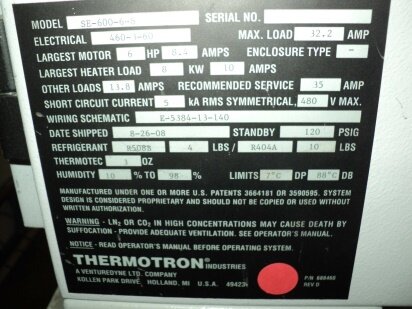 MODEL SE-600-6-6 SERIAL NO.
ELECTRICAL 460-3-60 MAX. LOAD 32.2 AMP
LARGEST MOTOR 6 HP 8.4 AMPS ENCLOSURE TYPE -
LARGEST HEATER LOAD 8 KW 10 AMPS
OTHER LOADS 13.8 AMPS RECOMMENDED SERVICE 35 AMP
SHORT CIRCUIT CURRENT 5 kA RMS SYMMETRICAL, 480 V MAX.
WIRING SCHEMATIC E-5384-13-140
DATE SHIPPED 8-26-08 STANDBY 120 PSIG
REFRIGERANT R508B 4 LBS/ R404A 10 LBS
THERMOTEC 1 OZ
HUMIDITY 10 % TO 98 % LIMITS 7°C DP 88°C DB
MANUFACTURED UNDER ONE OR MORE U.S. PATENTS 3664181 OR 3590595. SYSTEM
DESIGN IS CONSIDERED PROPRIETARY AND SHOULD NOT BE COPIED OR USED WITHOUT
WRITTEN AUTHORIZATION.
WARNING - LN₂ OR CO₂ IN HIGH CONCENTRATIONS MAY CAUSE DEATH BY
SUFFOCATION - PROVIDE ADEQUATE VENTILATION. SEE OPERATOR'S MANUAL.
NOTICE - READ OPERATOR'S MANUAL BEFORE OPERATING SYSTEM.
THERMOTRON INDUSTRIES
A VENTUREDYNE LTD. COMPANY
KOLLEN PARK DRIVE, HOLLAND, MI U.S.A. 49423
P/N 688460
REV D